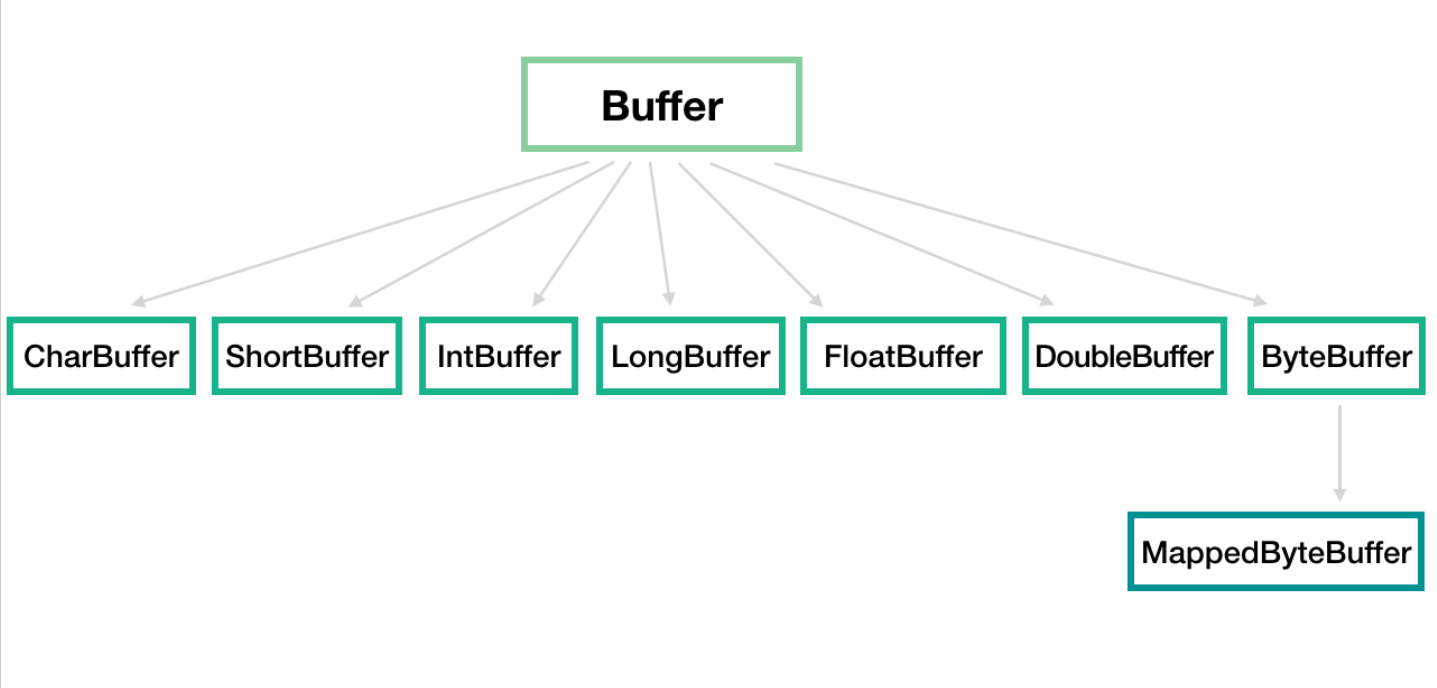 Buffer
CharBuffer
ShortBuffer
IntBuffer
LongBuffer
FloatBuffer
DoubleBuffer
ByteBuffer
MappedByteBuffer